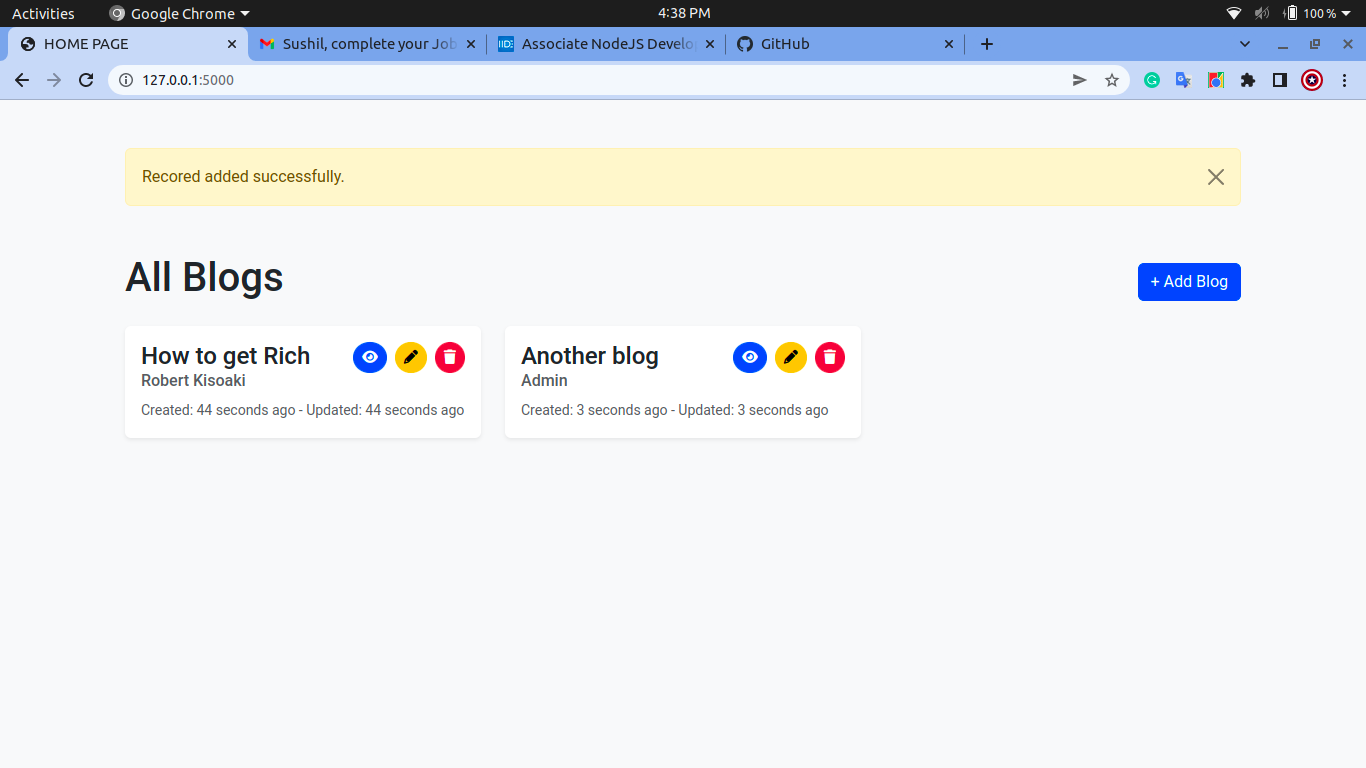 Activities
Google Chrome
4:38 PM
100 %
HOME PAGE
Sushil, complete your Job
Associate NodeJS Develo
GitHub
127.0.0.1:5000
Recored added successfully.
All Blogs
+ Add Blog
How to get Rich
Robert Kisoaki
Created: 44 seconds ago - Updated: 44 seconds ago
Another blog
Admin
Created: 3 seconds ago - Updated: 3 seconds ago